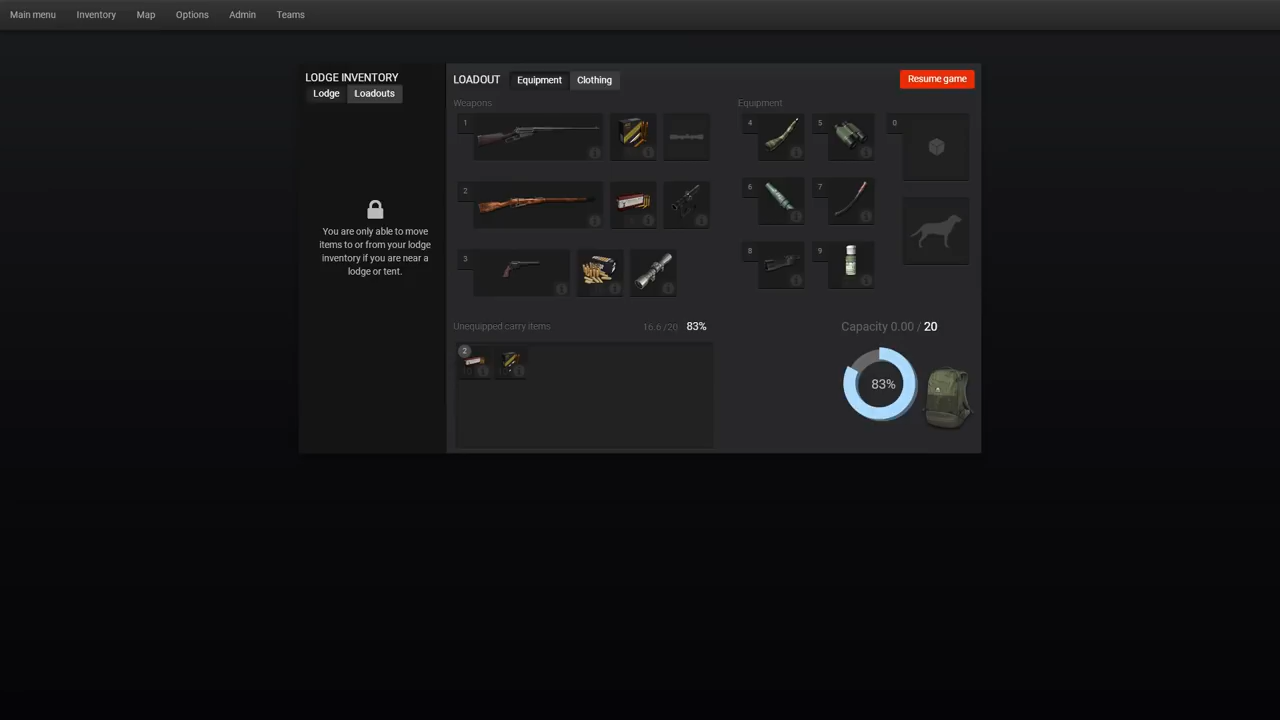 Main menu Inventory Map Options Admin Teams
LODGE INVENTORY
Lodge Loadouts
You are only able to move
items to or from your lodge
inventory if you are near a
lodge or tent.
LOADOUT Equipment Clothing Resume game
Weapons
1
2
3
Equipment
4 5 0
6 7
8 9
Unequipped carry items 16.6/20 83%
2
Capacity 0.00 / 20
83%